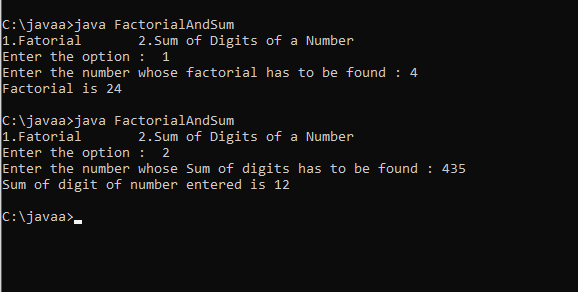 C:\javaa>java FactorialAndSum
1.Fatorial       2.Sum of Digits of a Number
Enter the option :  1
Enter the number whose factorial has to be found : 4
Factorial is 24
C:\javaa>java FactorialAndSum
1.Fatorial       2.Sum of Digits of a Number
Enter the option :  2
Enter the number whose Sum of digits has to be found : 435
Sum of digit of number entered is 12
C:\javaa>